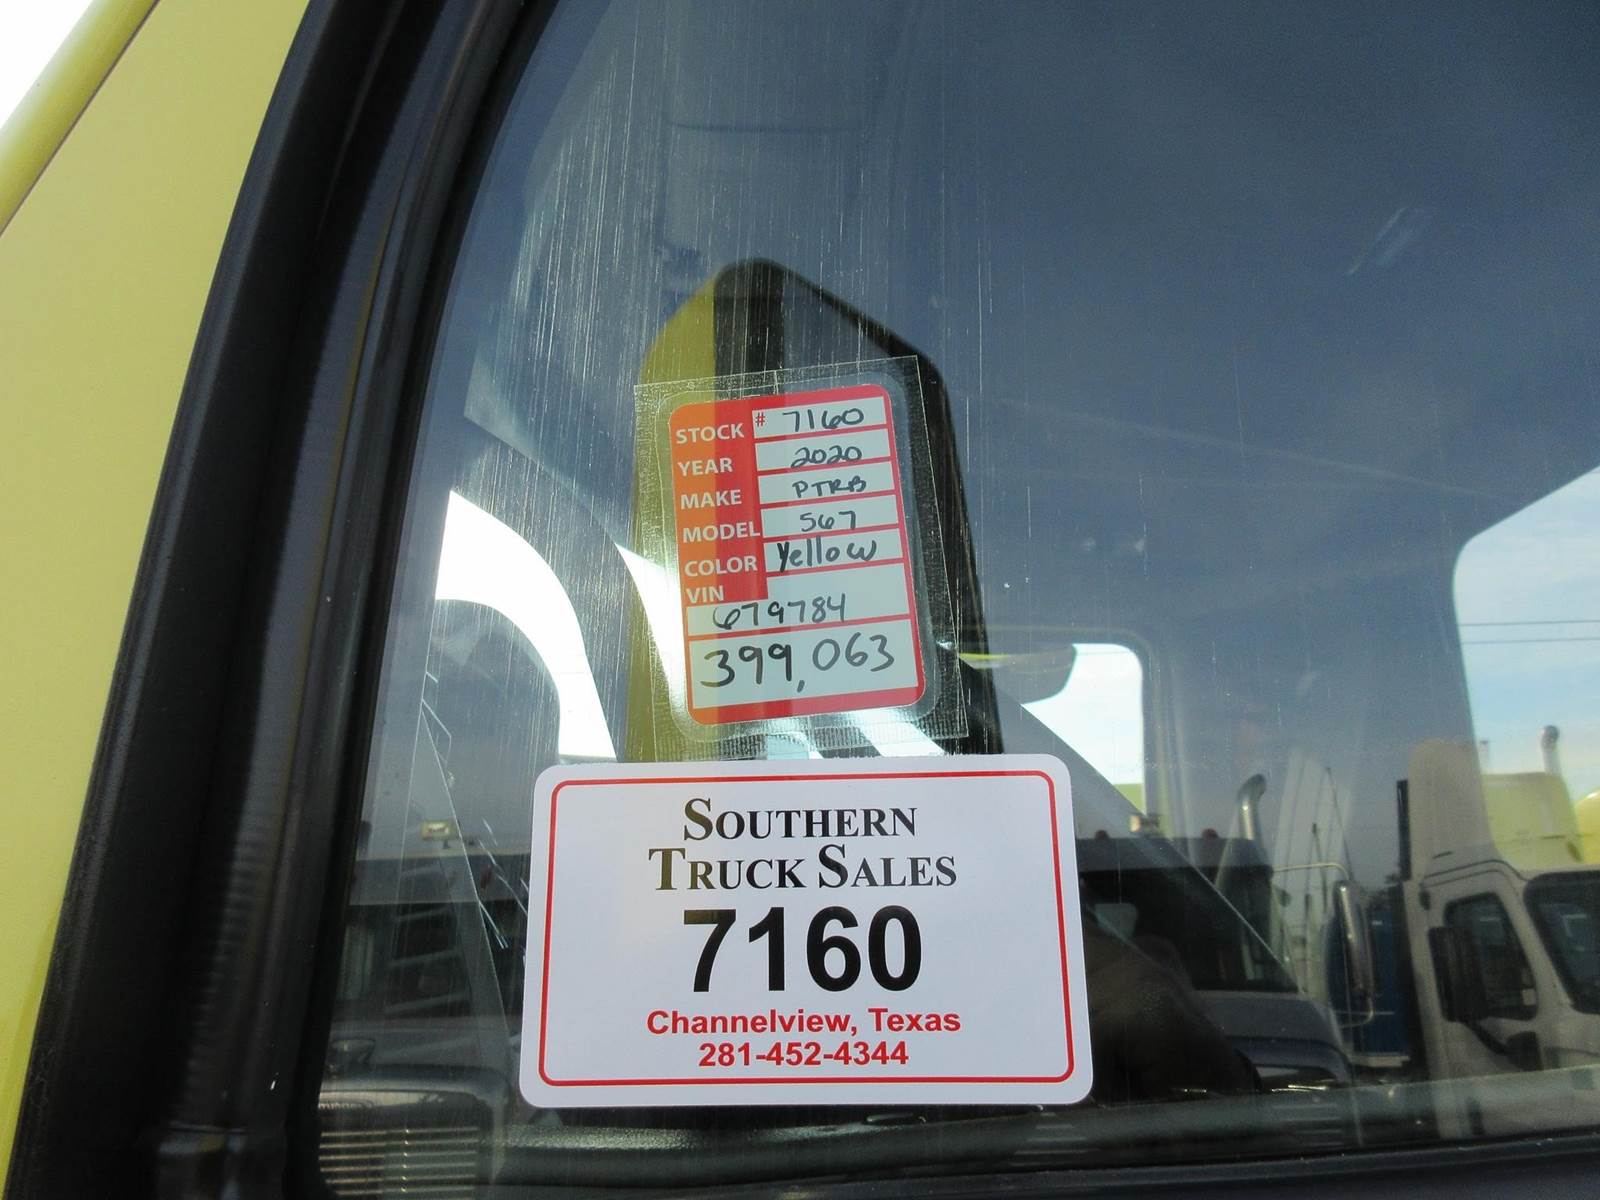 STOCK # 7160
YEAR 2020
MAKE PTRB
MODEL 567
COLOR Yellow
VIN
679784
399,063
SOUTHERN
TRUCK SALES
7160
Channelview, Texas
281-452-4344